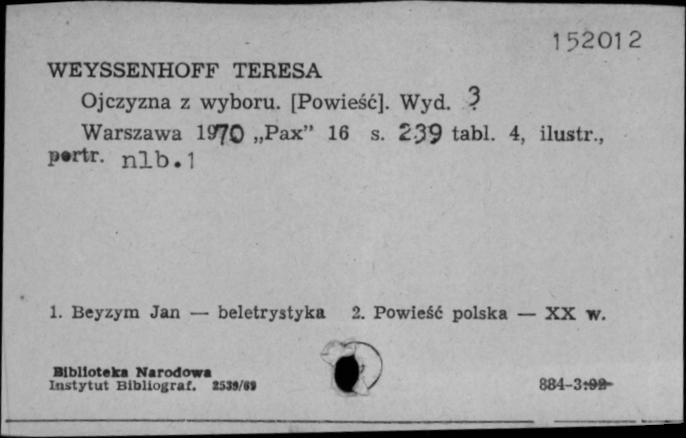 152012
WEYSSENHOFF TERESA
Ojczyzna z wyboru. [Powieść]. Wyd. 3
Warszawa 1970 „Pax” 16 s. 239 tabl. 4, ilustr.,
portr. nlb.1
1. Beyzym Jan — beletrystyka 2. Powieść polska — XX w.
Biblioteka Narodowa
Instytut Bibliograf. 2539/69
884-3:92